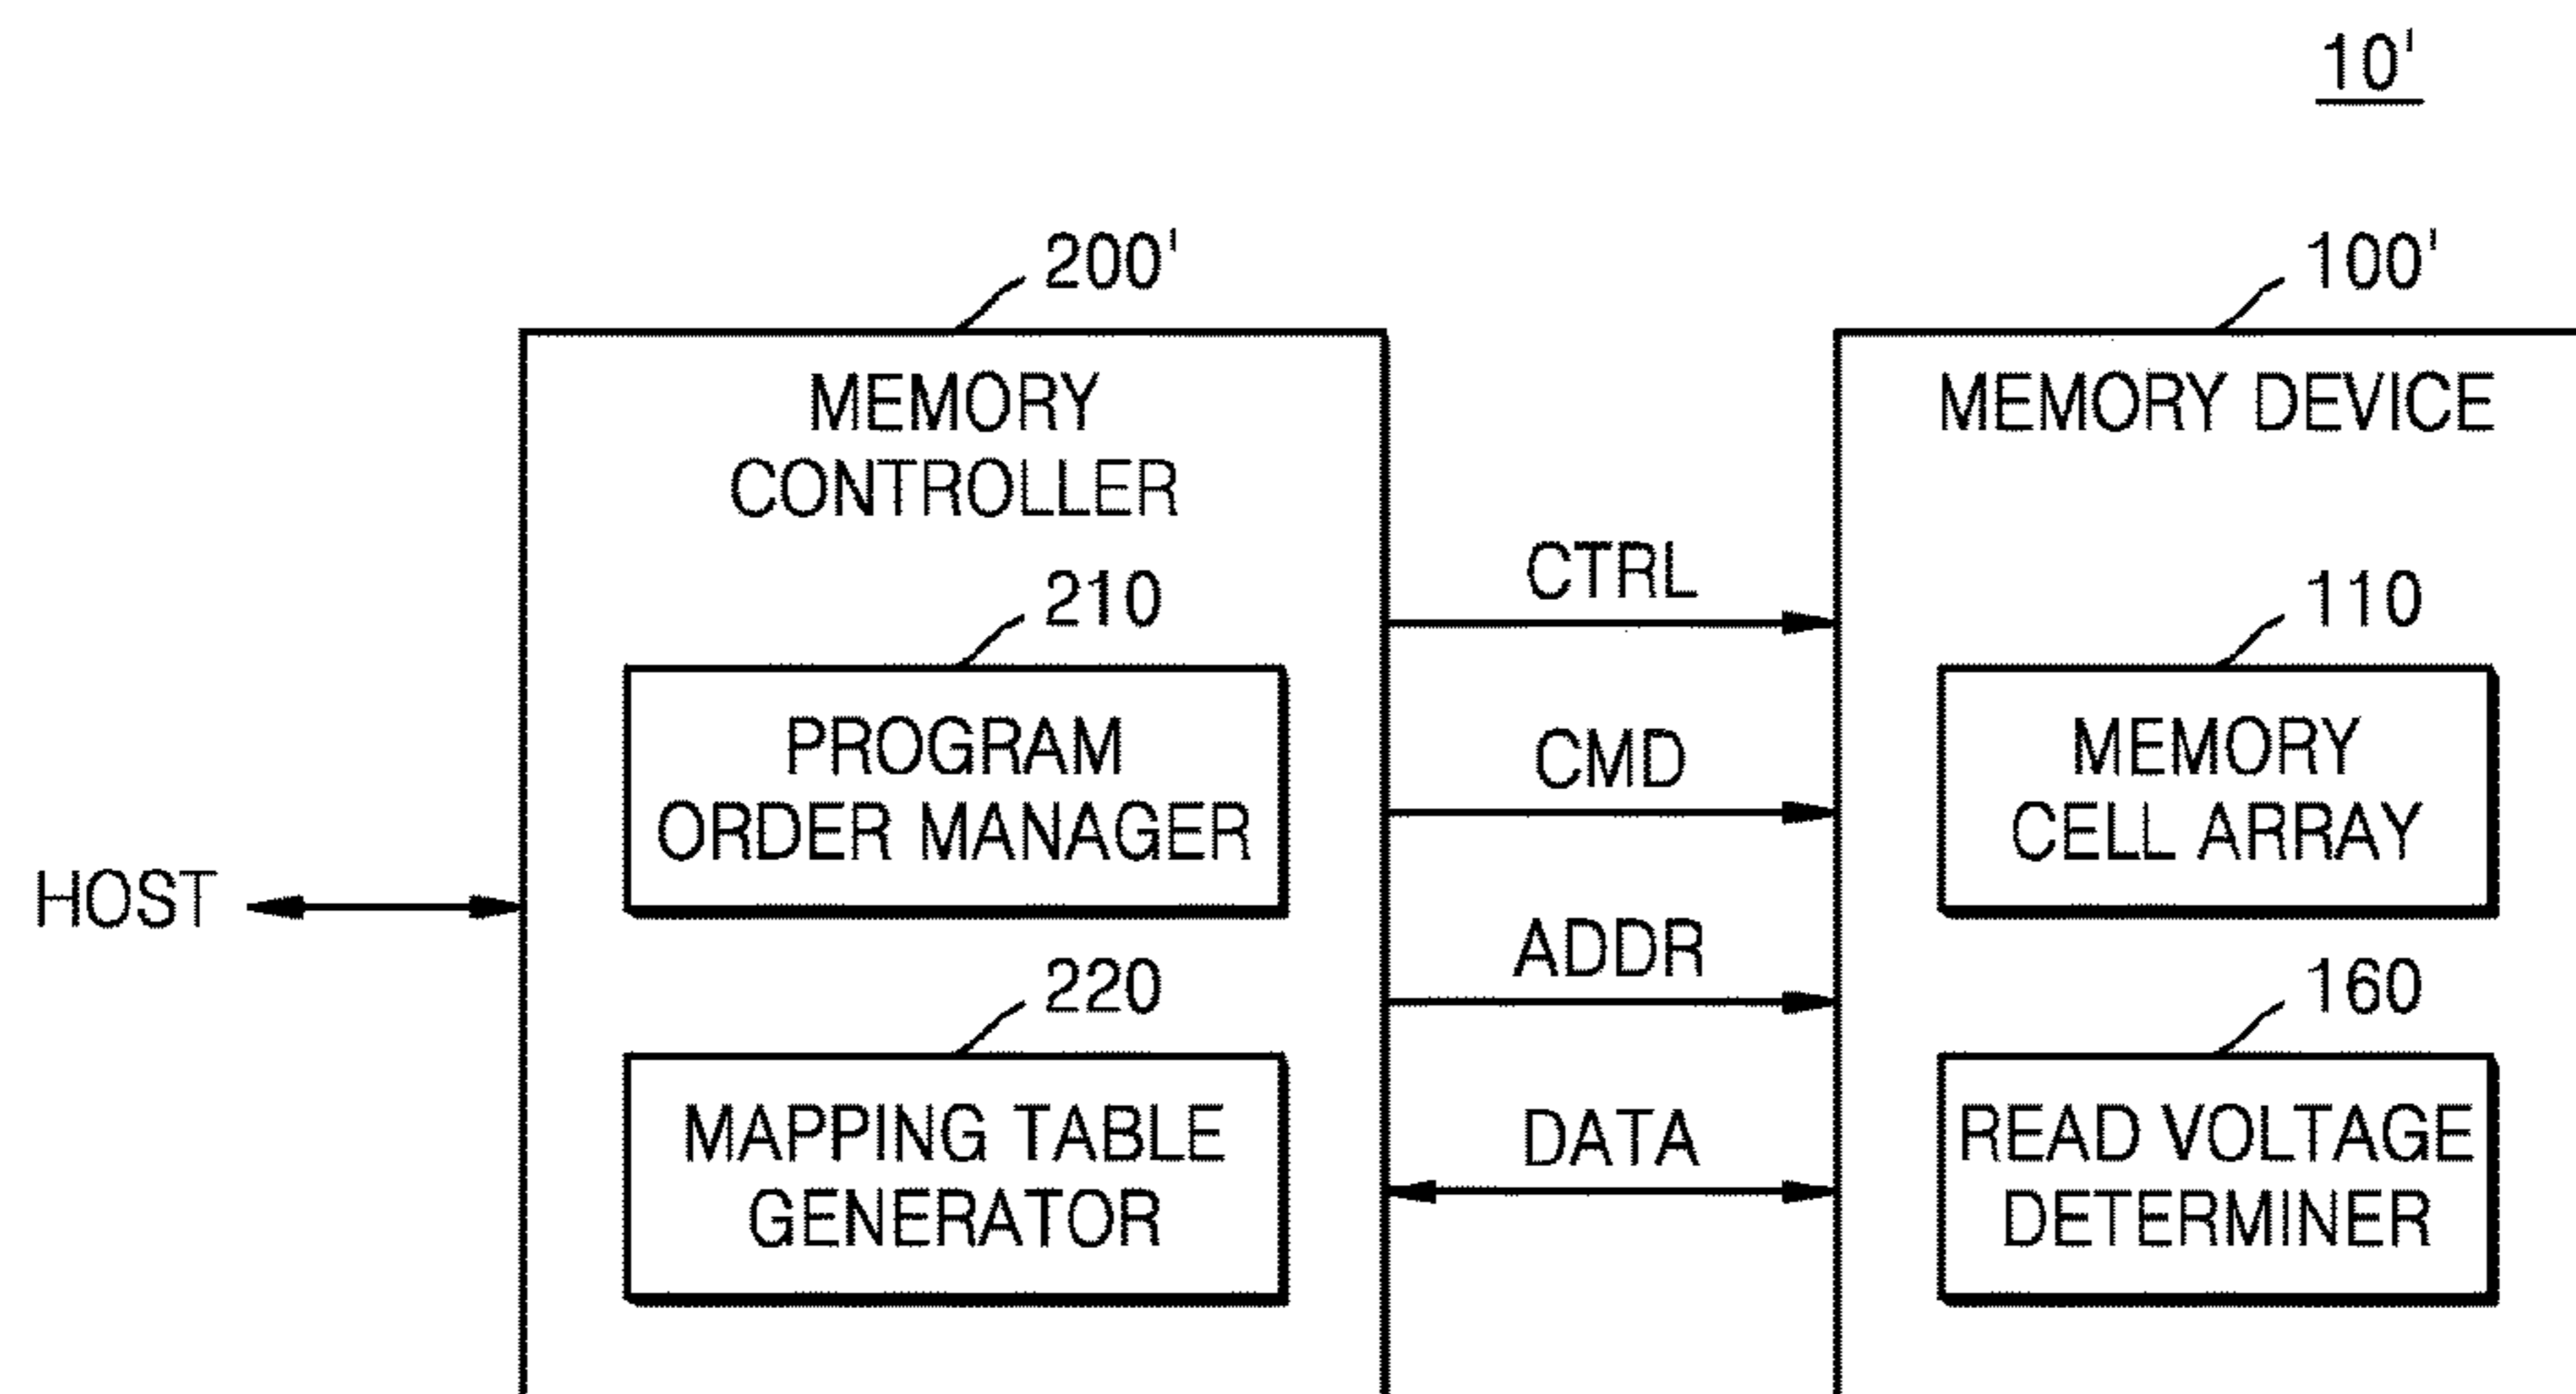 10'
200'
100'
MEMORY
CONTROLLER
MEMORY DEVICE
210
PROGRAM
ORDER MANAGER
220
MAPPING TABLE
GENERATOR
HOST
CTRL
CMD
ADDR
DATA
110
MEMORY
CELL ARRAY
160
READ VOLTAGE
DETERMINER